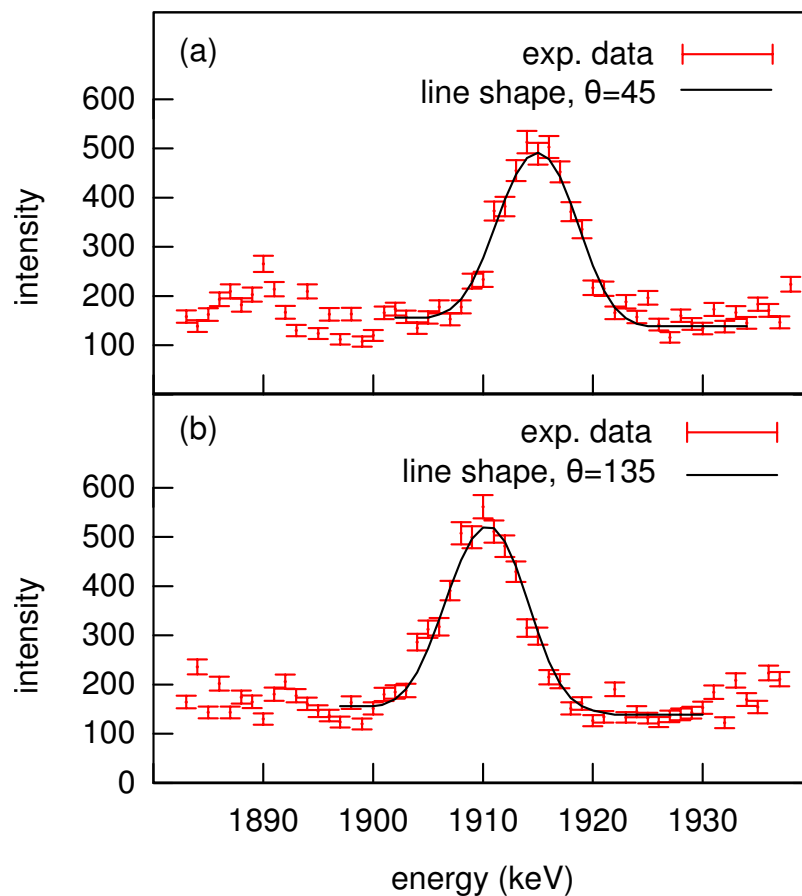 (a)
exp. data
line shape, θ=45
600
500
400
300
200
100
intensity
(b)
exp. data
line shape, θ=135
600
500
400
300
200
100
0
intensity
1890 1900 1910 1920 1930
energy (keV)